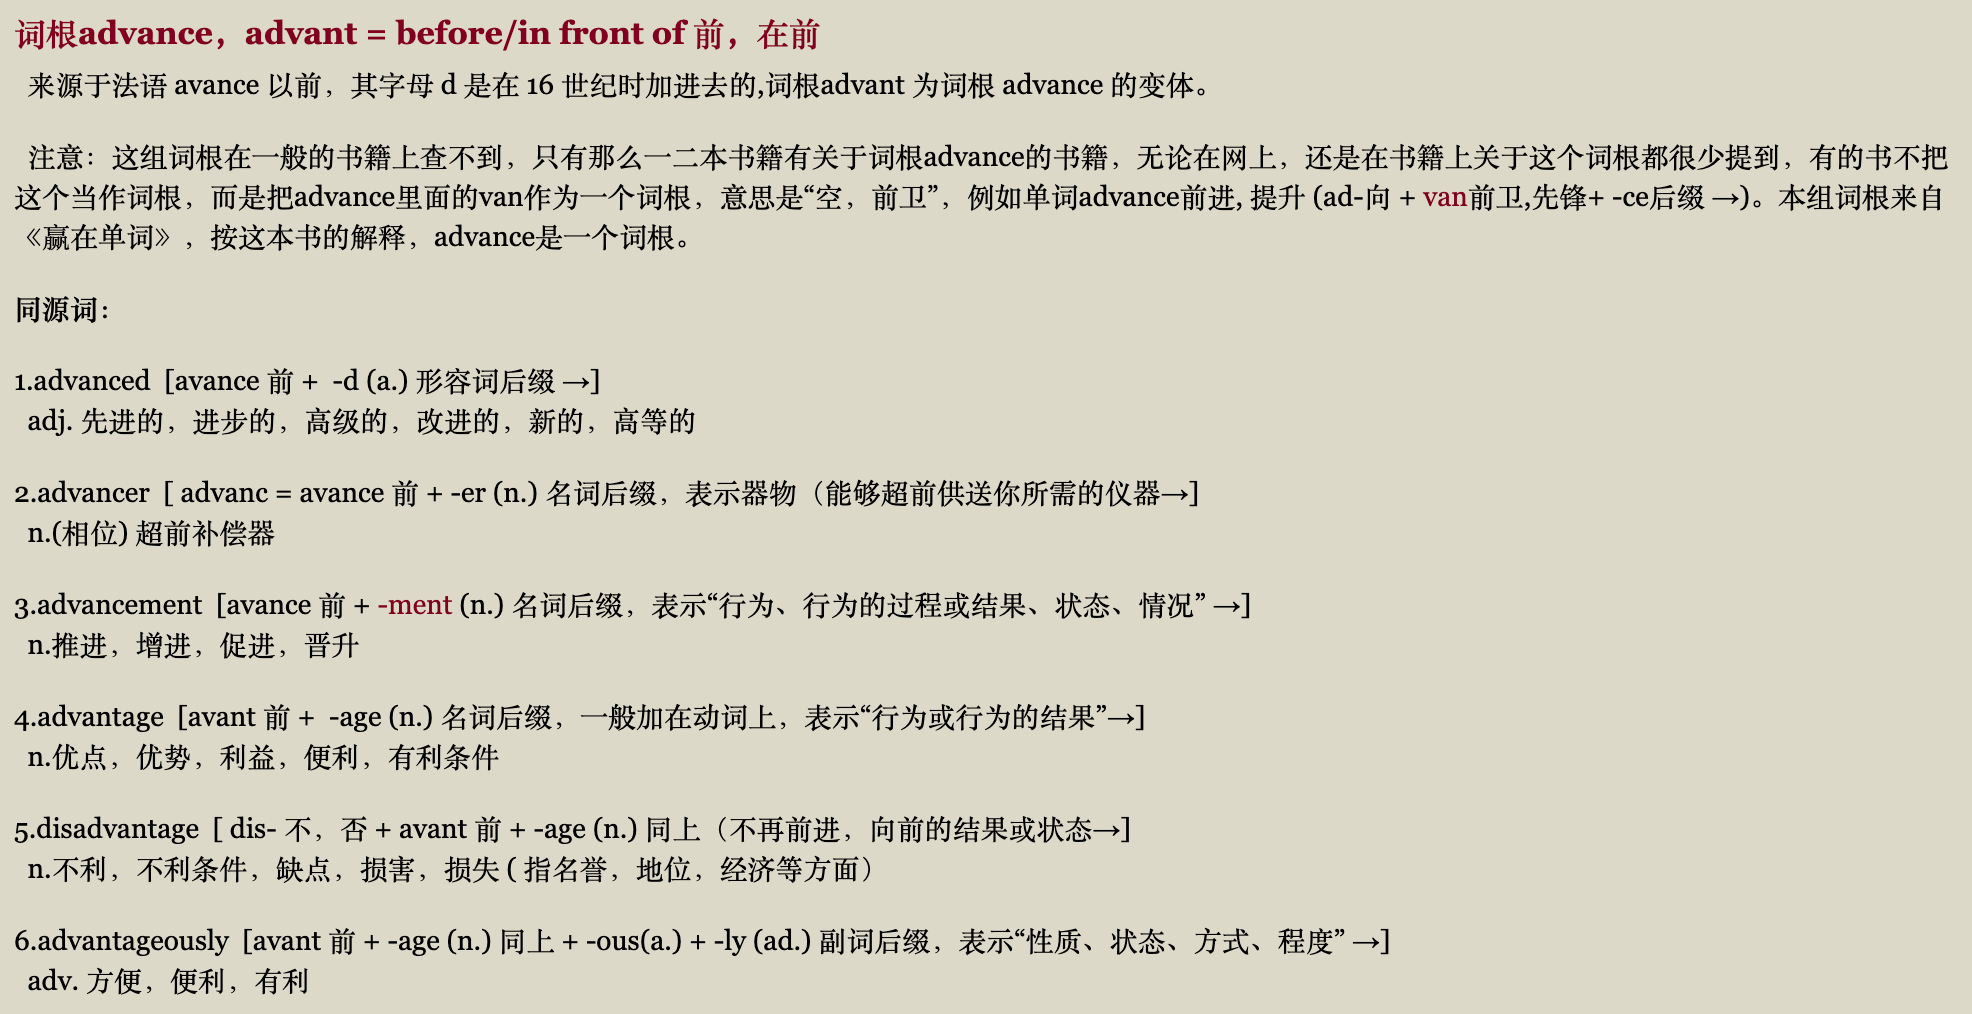 词根advance，advant = before/in front of 前，在前
来源于法语 avance 以前，其字母 d 是在 16 世纪时加进去的,词根advant 为词根 advance 的变体。
注意：这组词根在一般的书籍上查不到，只有那么一二本书籍有关于词根advance的书籍，无论在网上，还是在书籍上关于这个词根都很少提到，有的书不把
这个当作词根，而是把advance里面的van作为一个词根，意思是“空，前卫”，例如单词advance前进, 提升 (ad-向 + van前卫,先锋+ -ce后缀 →)。本组词根来自
《赢在单词》，按这本书的解释，advance是一个词根。
同源词：
1.advanced [avance 前 + -d (a.) 形容词后缀 →]
adj. 先进的，进步的，高级的，改进的，新的，高等的
2.advancer [ advanc = avance 前 + -er (n.) 名词后缀，表示器物（能够超前供送你所需的仪器→]
n.(相位) 超前补偿器
3.advancement [avance 前 + -ment (n.) 名词后缀，表示“行为、行为的过程或结果、状态、情况” →]
n.推进，增进，促进，晋升
4.advantage [avant 前 + -age (n.) 名词后缀，一般加在动词上，表示“行为或行为的结果”→]
n.优点，优势，利益，便利，有利条件
5.disadvantage [ dis- 不，否 + avant 前 + -age (n.) 同上（不再前进，向前的结果或状态→]
n.不利，不利条件，缺点，损害，损失 ( 指名誉，地位，经济等方面）
6.advantageously [avant 前 + -age (n.) 同上 + -ous(a.) + -ly (ad.) 副词后缀，表示“性质、状态、方式、程度” →]
adv. 方便，便利，有利